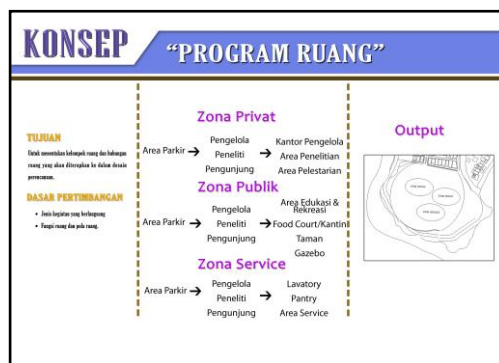 KONSEP
“PROGRAM RUANG”
TUJUAN
Untuk menentukan kelompok ruang dan hubungan
ruang yang akan diterapkan ke dalam desain
perencanaan.
DASAR PERTIMBANGAN
• Jenis kegiatan yang berlangsung
• Fungsi ruang dan pola ruang.
Zona Privat
Area Parkir → Pengelola
Peneliti
Pengunjung → Kantor Pengelola
Area Penelitian
Area Pelestarian
Zona Publik
Area Parkir → Pengelola
Peneliti
Pengunjung → Area Edukasi &
Rekreasi
Food Court/Kantin
Taman
Gazebo
Zona Service
Area Parkir → Pengelola
Peneliti
Pengunjung → Lavatory
Pantry
Area Service
Output